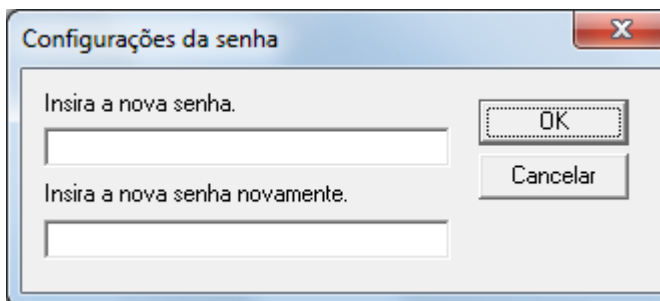 Configurações da senha
Insira a nova senha.
OK
Cancelar
Insira a nova senha novamente.